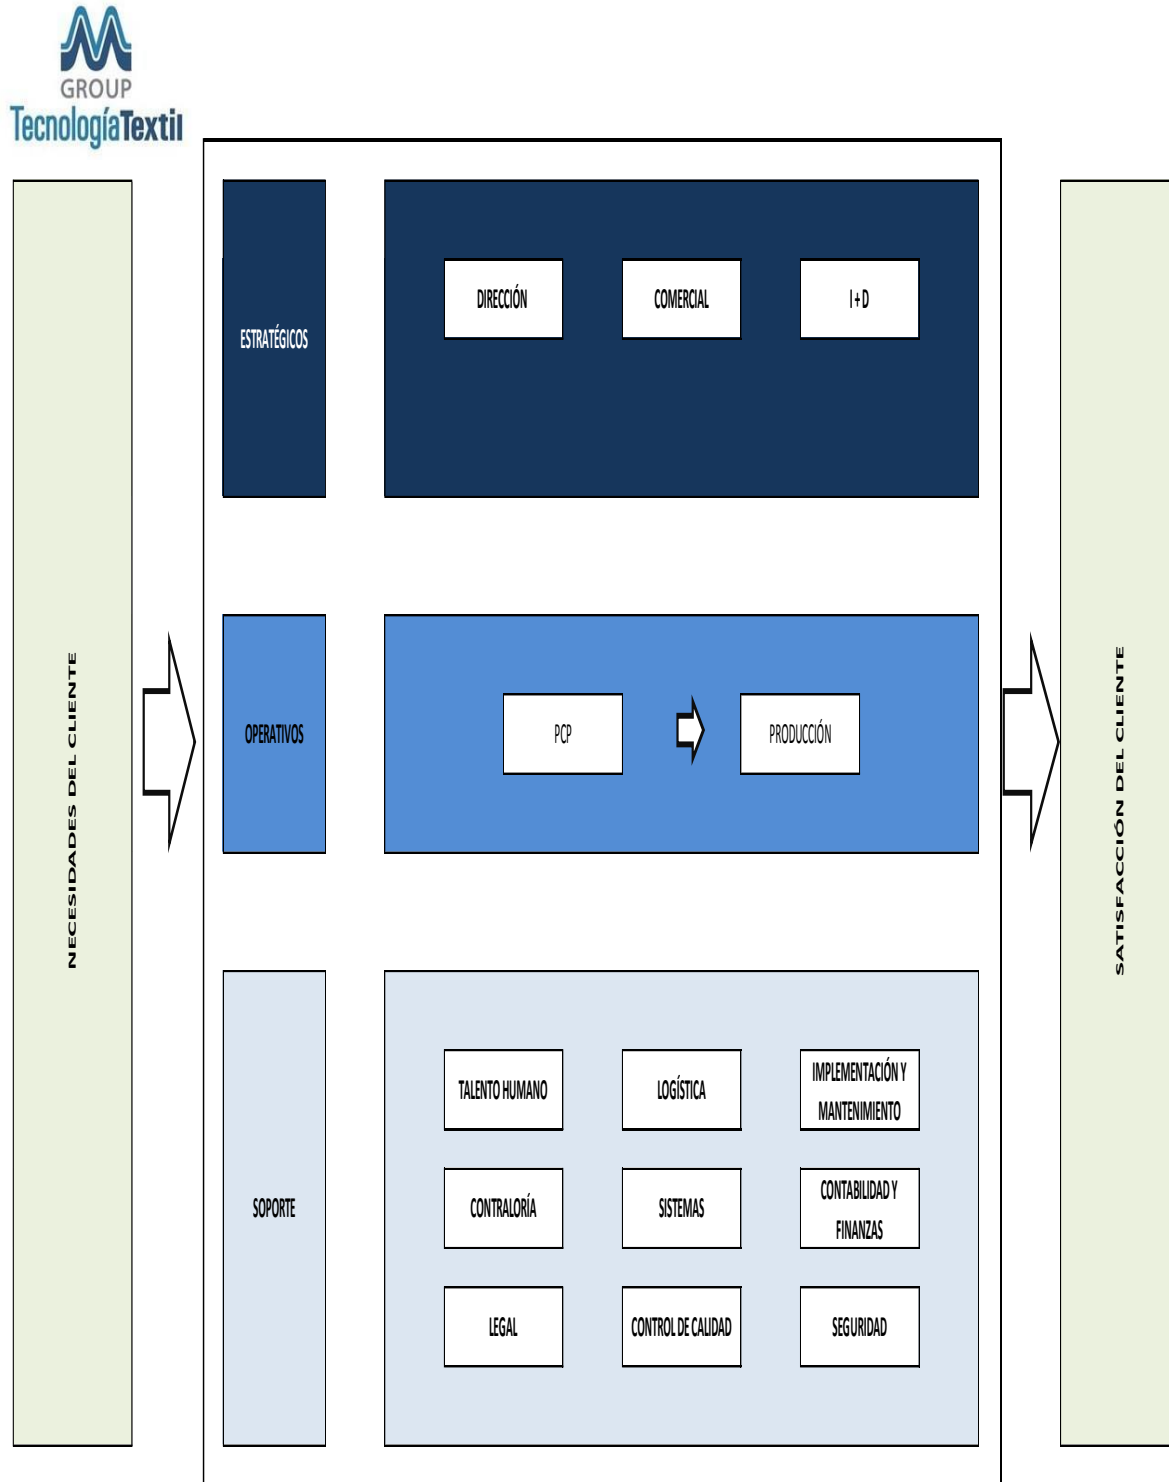 GROUP
TecnologíaTextil
NECESIDADES DEL CLIENTE
ESTRATÉGICOS
DIRECCIÓN
COMERCIAL
I + D
OPERATIVOS
PCP
PRODUCCIÓN
SOPORTE
TALENTO HUMANO
LOGÍSTICA
IMPLEMENTACIÓN Y
MANTENIMIENTO
CONTRALORÍA
SISTEMAS
CONTABILIDAD Y
FINANZAS
LEGAL
CONTROL DE CALIDAD
SEGURIDAD
SATISFACCIÓN DEL CLIENTE